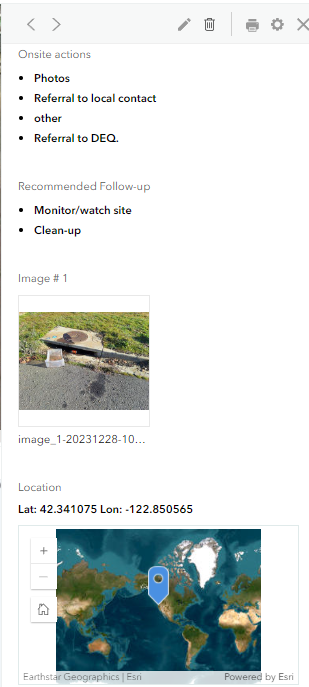 Onsite actions
Photos
Referral to local contact
other
Referral to DEQ.
Recommended Follow-up
Monitor/watch site
Clean-up
Image # 1
image_1-20231228-10...
Location
Lat: 42.341075 Lon: -122.850565
+
−
Earthstar Geographics | Esri
Powered by Esri